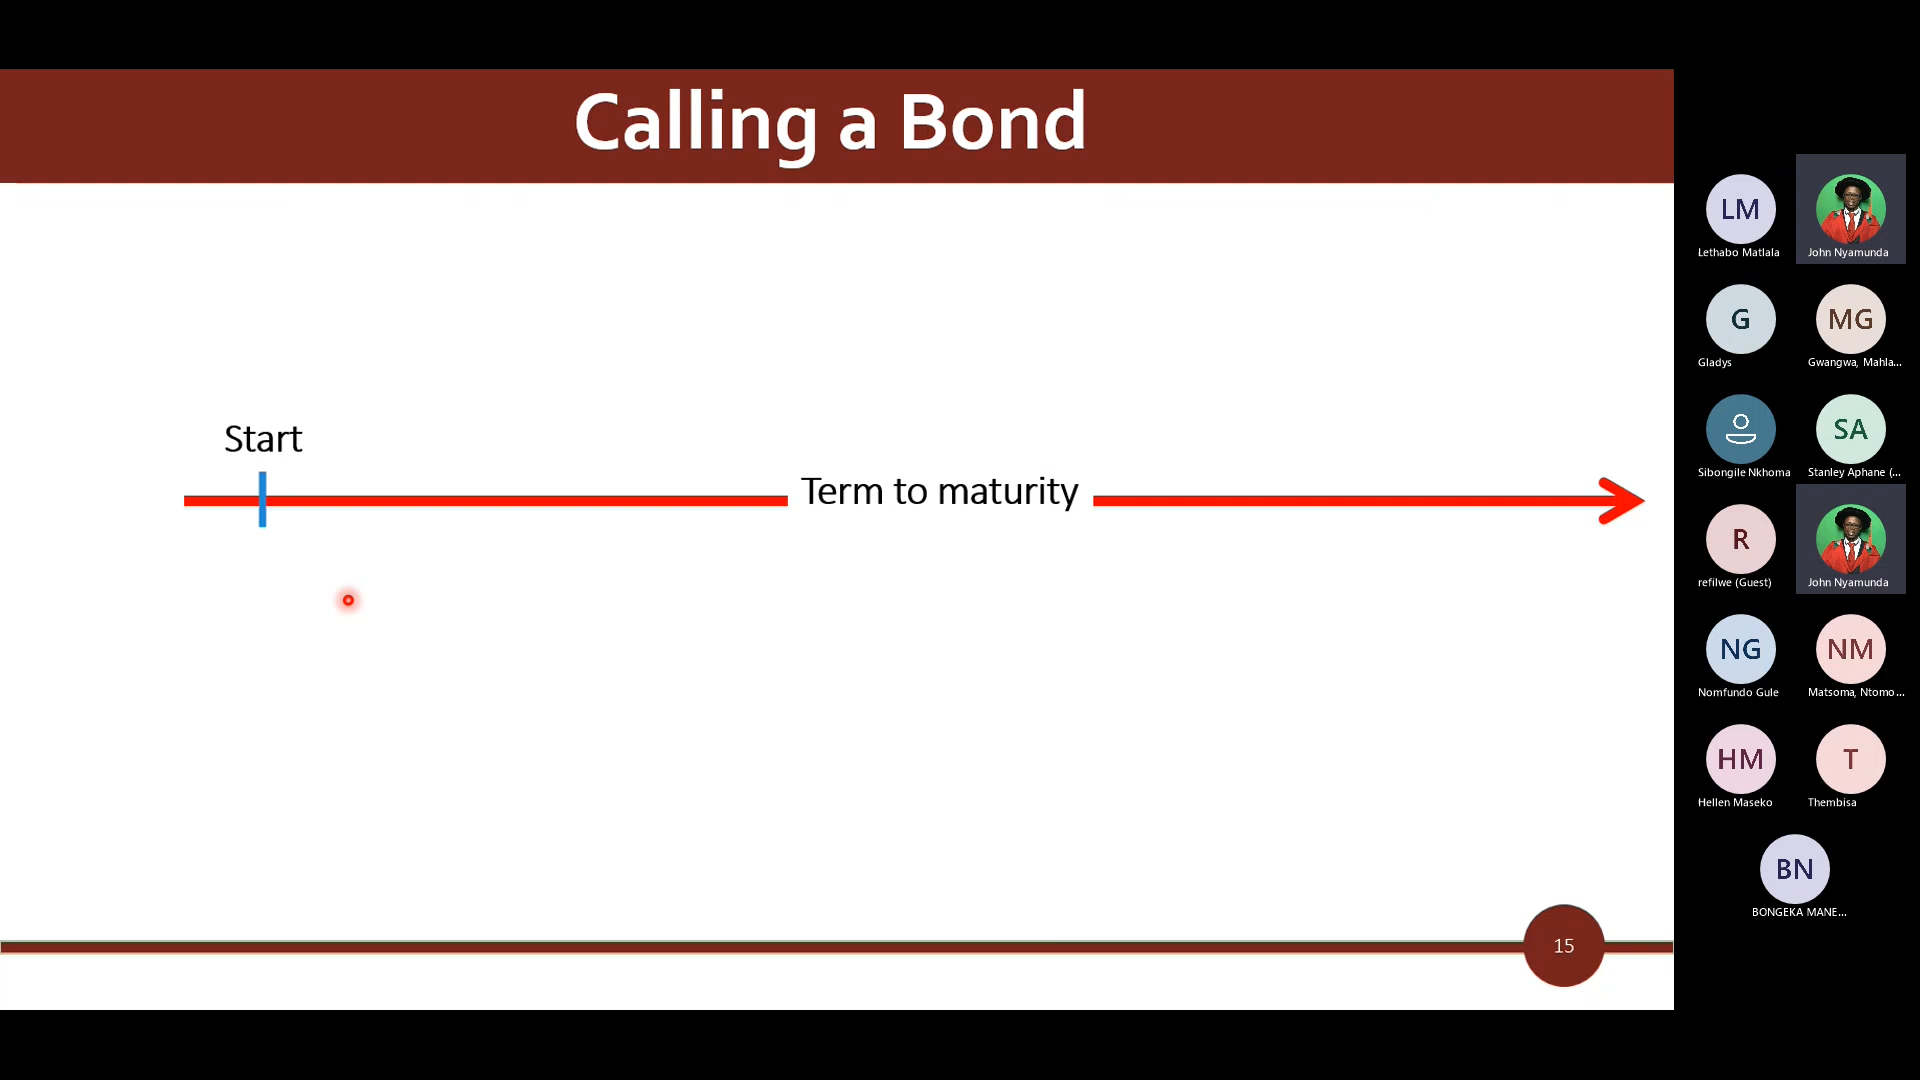 Calling a Bond
Start
Term to maturity
15
LM
Lethabo Matlala
John Nyamunda
G
Gladys
MG
Gwangwa, Mahla...
Sibongile Nkhoma
SA
Stanley Aphane (...
R
refilwe (Guest)
John Nyamunda
NG
Nomfundo Gule
NM
Matsoma, Ntomo...
HM
Hellen Maseko
T
Thembisa
BN
BONGEKA MANE...